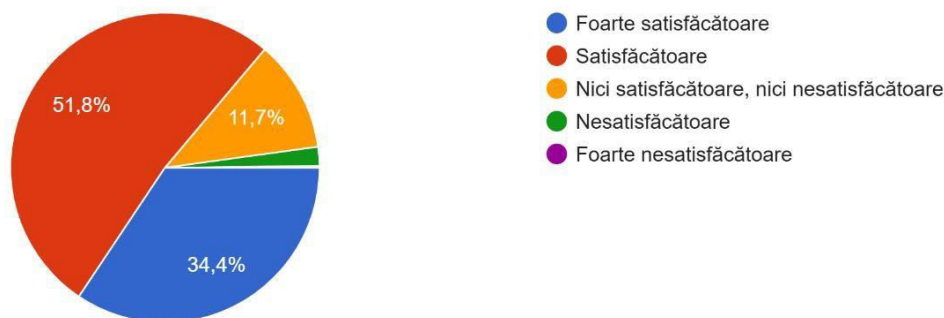 51,8%
11,7%
34,4%
Foarte satisfăcătoare
Satisfăcătoare
Nici satisfăcătoare, nici nesatisfăcătoare
Nesatisfăcătoare
Foarte nesatisfăcătoare